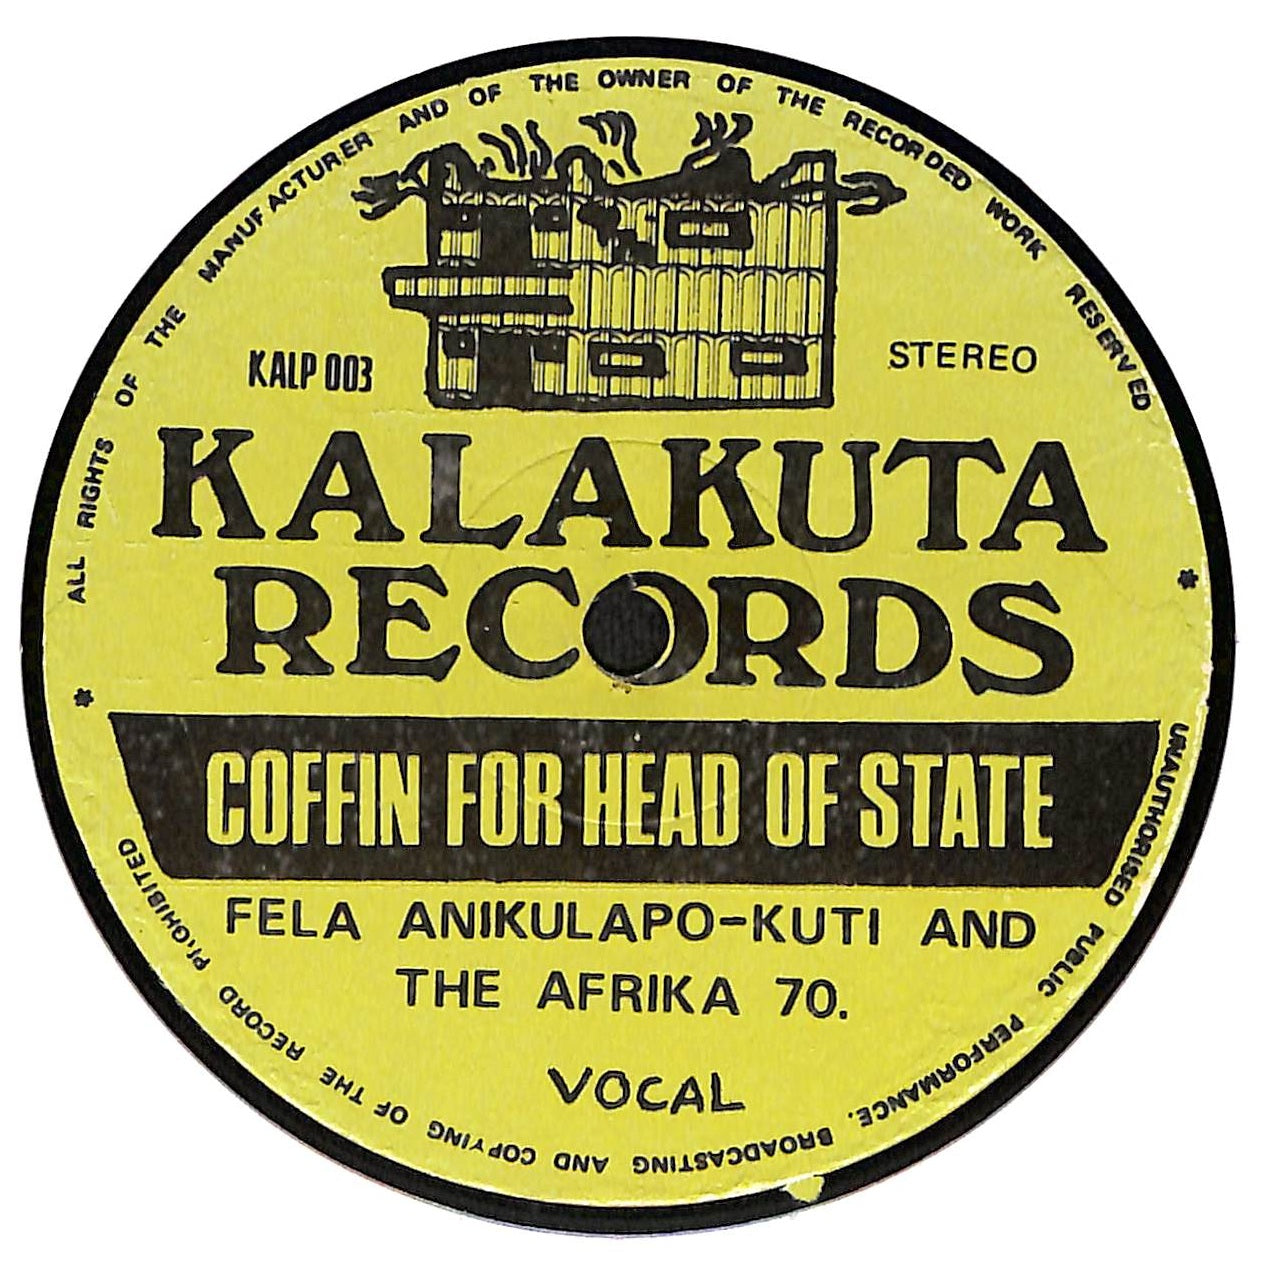 ALL RIGHTS OF THE MANUFACTURER AND OF THE OWNER OF THE RECORDED WORK RESERVED
KALP 003
STEREO
KALAKUTA
RECORDS
COFFIN FOR HEAD OF STATE
FELA ANIKULAPO-KUTI AND
THE AFRIKA 70.
VOCAL
* UNAUTHORISED PUBLIC PERFORMANCE. BROADCASTING AND COPYING OF THE RECORD PROHIBITED *